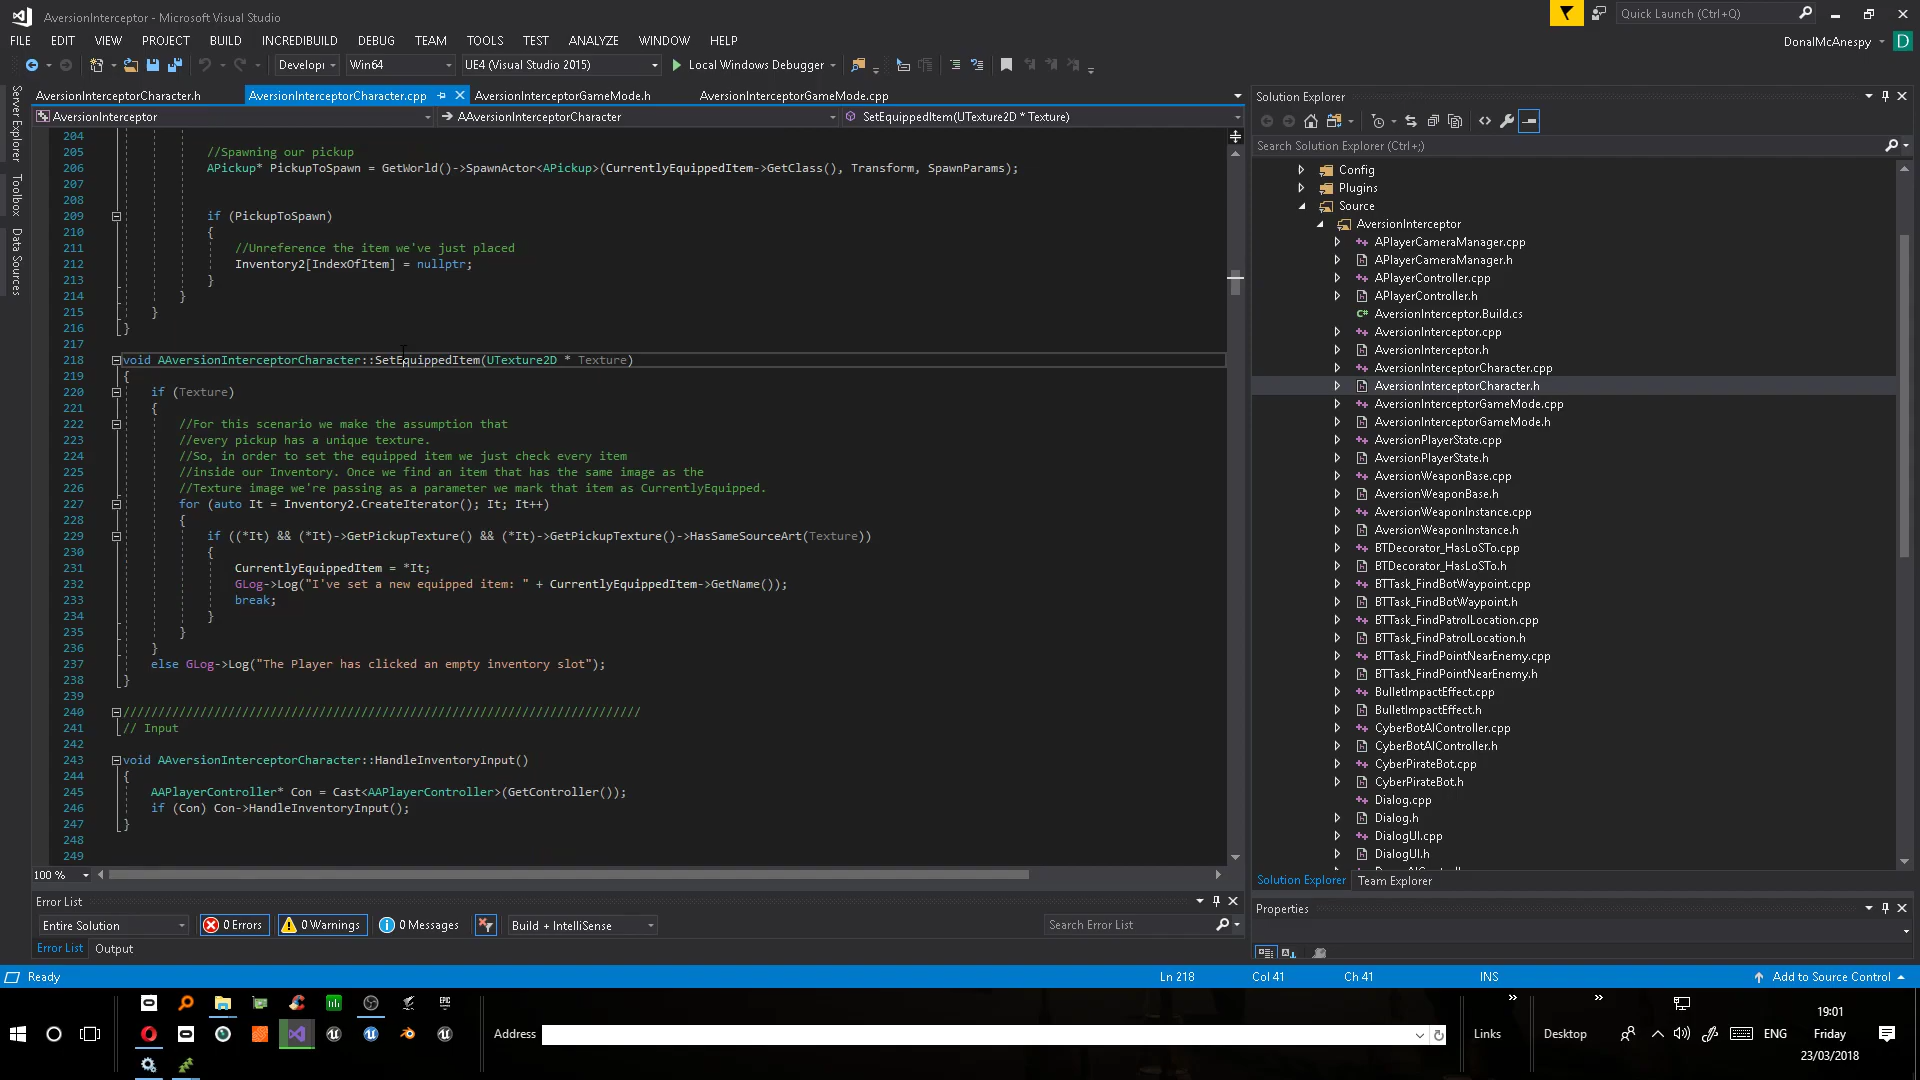 AversionInterceptor - Microsoft Visual Studio
Quick Launch (Ctrl+Q)
FILE EDIT VIEW PROJECT BUILD INCREDIBUILD DEBUG TEAM TOOLS TEST ANALYZE WINDOW HELP
DonalMcAnespy D
Developi Win64 UE4 (Visual Studio 2015) Local Windows Debugger
Server Explorer
Toolbox
Data Sources
AversionInterceptorCharacter.h AversionInterceptorCharacter.cpp AversionInterceptorGameMode.h AversionInterceptorGameMode.cpp
AversionInterceptor AAversionInterceptorCharacter SetEquippedItem(UTexture2D * Texture)
204
205 //Spawning our pickup
206 APickup* PickupToSpawn = GetWorld()->SpawnActor<APickup>(CurrentlyEquippedItem->GetClass(), Transform, SpawnParams);
207
208
209 if (PickupToSpawn)
210 {
211 //Unreference the item we've just placed
212 Inventory2[IndexOfItem] = nullptr;
213 }
214 }
215 }
216 }
217
218 void AAversionInterceptorCharacter::SetEquippedItem(UTexture2D * Texture)
219 {
220 if (Texture)
221 {
222 //For this scenario we make the assumption that
223 //every pickup has a unique texture.
224 //So, in order to set the equipped item we just check every item
225 //inside our Inventory. Once we find an item that has the same image as the
226 //Texture image we're passing as a parameter we mark that item as CurrentlyEquipped.
227 for (auto It = Inventory2.CreateIterator(); It; It++)
228 {
229 if ((*It) && (*It)->GetPickupTexture() && (*It)->GetPickupTexture()->HasSameSourceArt(Texture))
230 {
231 CurrentlyEquippedItem = *It;
232 GLog->Log("I've set a new equipped item: " + CurrentlyEquippedItem->GetName());
233 break;
234 }
235 }
236 }
237 else GLog->Log("The Player has clicked an empty inventory slot");
238 }
239
240 //////////////////////////////////////////////////////////////////////////
241 // Input
242
243 void AAversionInterceptorCharacter::HandleInventoryInput()
244 {
245 AAPlayerController* Con = Cast<AAPlayerController>(GetController());
246 if (Con) Con->HandleInventoryInput();
247 }
248
249
100 %
Solution Explorer
Search Solution Explorer (Ctrl+;)
Config
Plugins
Source
AversionInterceptor
APlayerCameraManager.cpp
APlayerCameraManager.h
APlayerController.cpp
APlayerController.h
C# AversionInterceptor.Build.cs
AversionInterceptor.cpp
AversionInterceptor.h
AversionInterceptorCharacter.cpp
AversionInterceptorCharacter.h
AversionInterceptorGameMode.cpp
AversionInterceptorGameMode.h
AversionPlayerState.cpp
AversionPlayerState.h
AversionWeaponBase.cpp
AversionWeaponBase.h
AversionWeaponInstance.cpp
AversionWeaponInstance.h
BTDecorator_HasLoSTo.cpp
BTDecorator_HasLoSTo.h
BTTask_FindBotWaypoint.cpp
BTTask_FindBotWaypoint.h
BTTask_FindPatrolLocation.cpp
BTTask_FindPatrolLocation.h
BTTask_FindPointNearEnemy.cpp
BTTask_FindPointNearEnemy.h
BulletImpactEffect.cpp
BulletImpactEffect.h
CyberBotAIController.cpp
CyberBotAIController.h
CyberPirateBot.cpp
CyberPirateBot.h
Dialog.cpp
Dialog.h
DialogUI.cpp
DialogUI.h
Solution Explorer Team Explorer
Properties
Error List
Entire Solution 0 Errors 0 Warnings 0 Messages Build + IntelliSense Search Error List
Error List Output
Ready Ln 218 Col 41 Ch 41 INS Add to Source Control
EPIC
Address Links Desktop ENG
19:01
Friday
23/03/2018